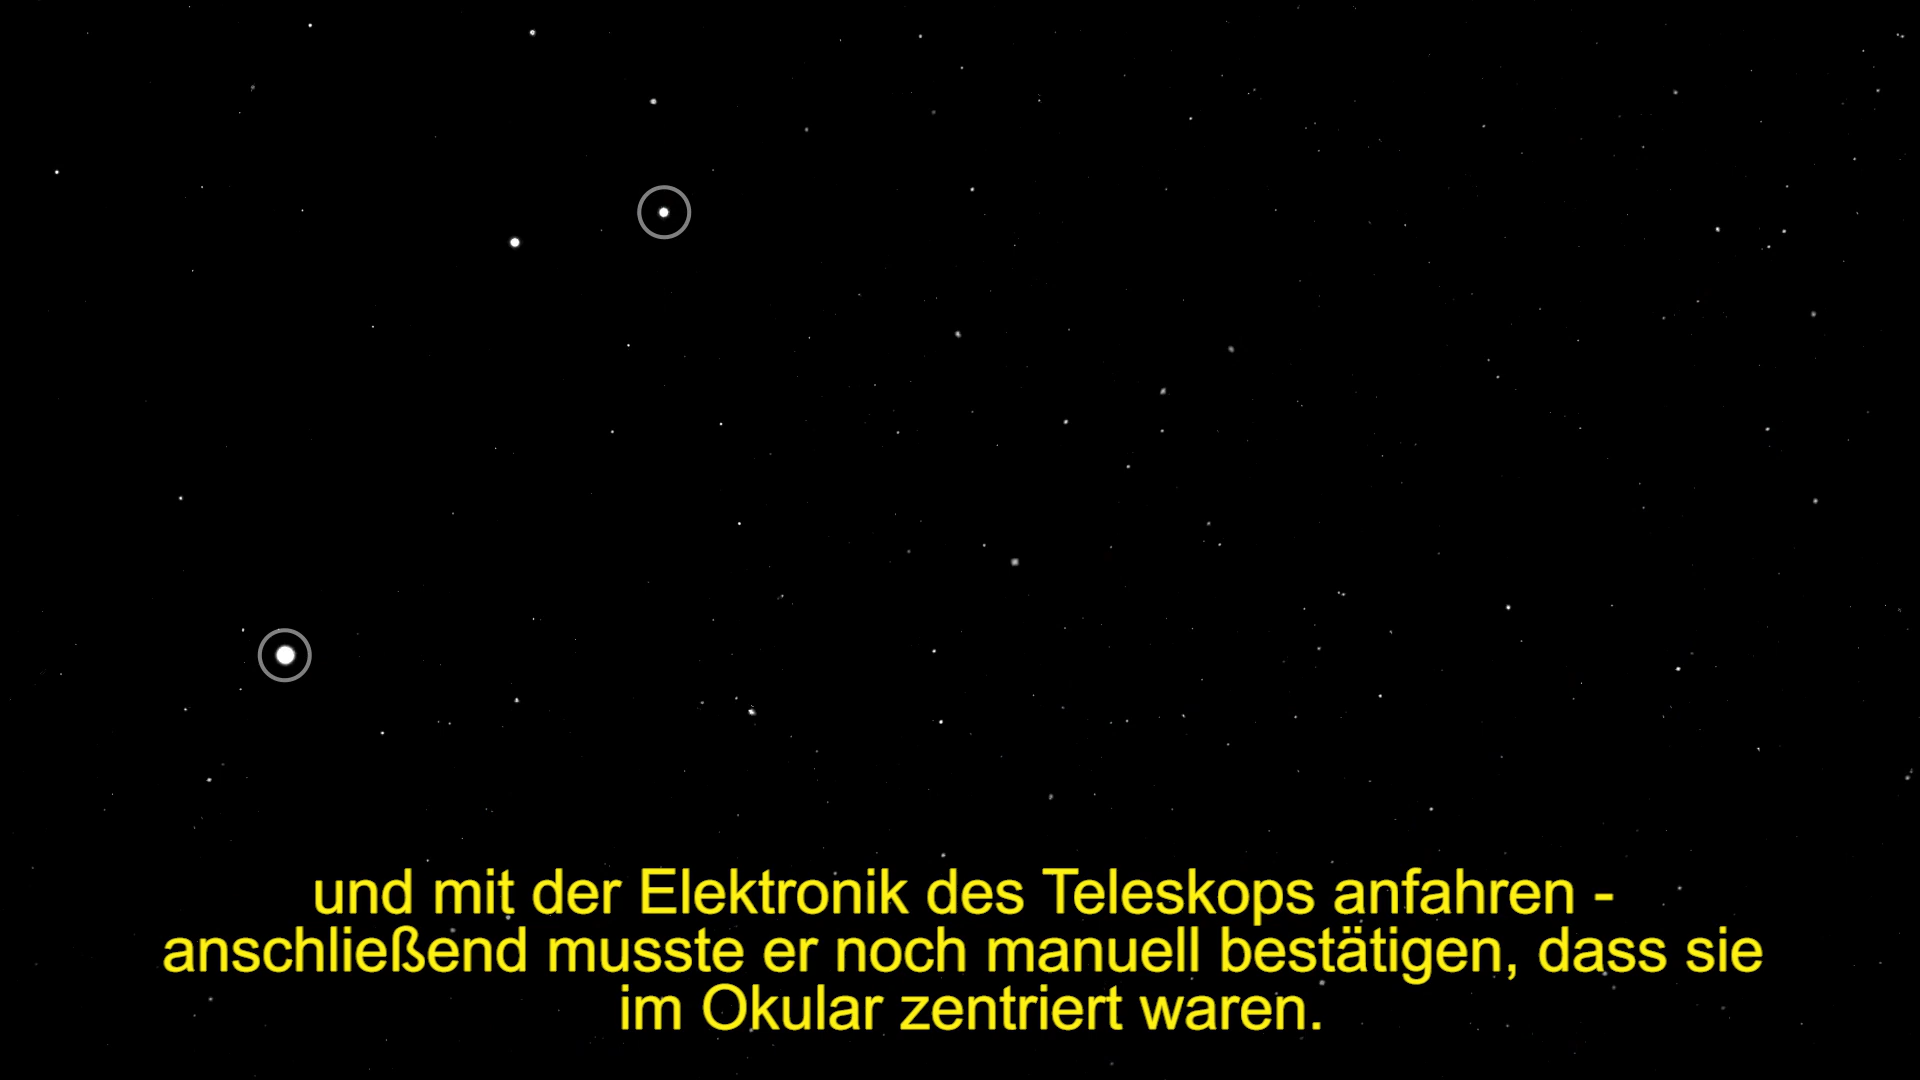 und mit der Elektronik des Teleskops anfahren -
anschließend musste er noch manuell bestätigen, dass sie
im Okular zentriert waren.